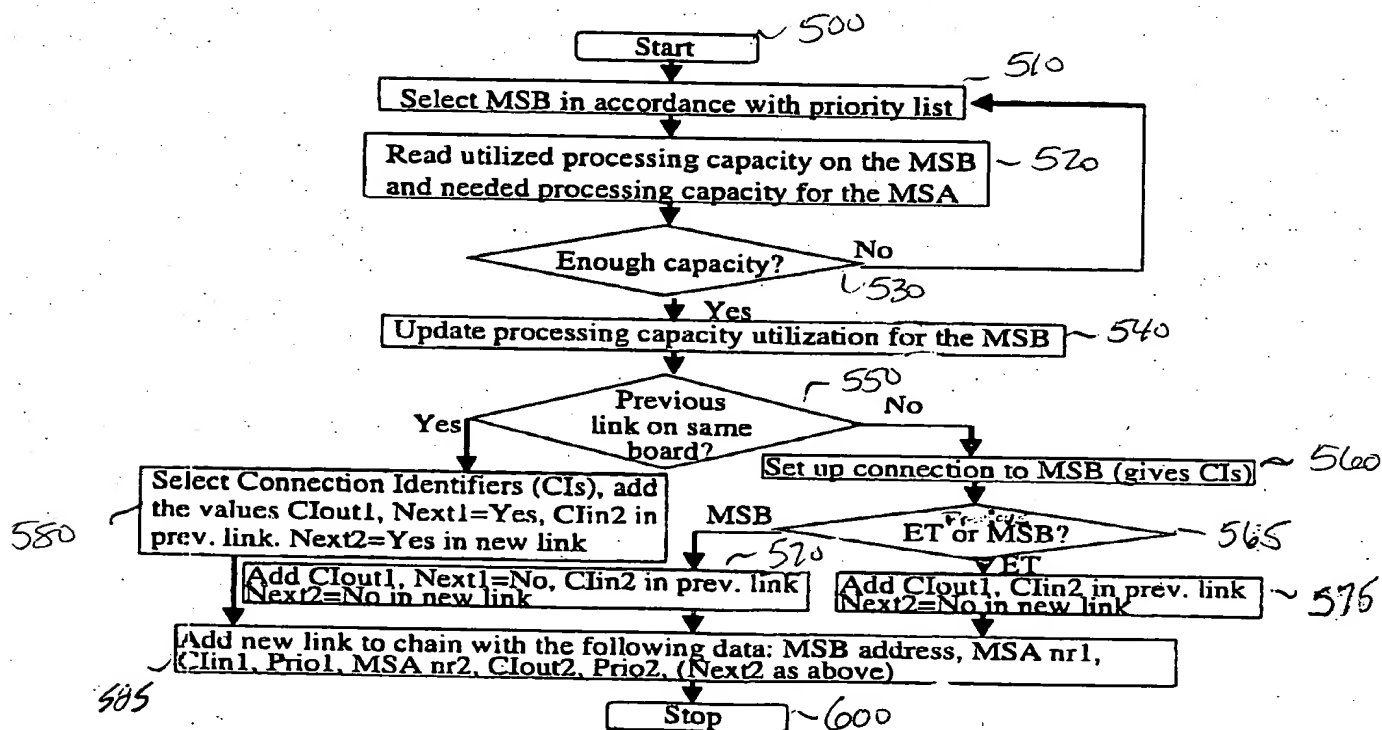 Start
500
510
Select MSB in accordance with priority list
Read utilized processing capacity on the MSB
and needed processing capacity for the MSA
520
Enough capacity?
No
530
Yes
Update processing capacity utilization for the MSB
540
550
Previous
link on same
board?
Yes
No
Set up connection to MSB (gives CIs)
560
Select Connection Identifiers (CIs), add
the values CIout1, Next1=Yes, CIin2 in
prev. link. Next2=Yes in new link
580
MSB
ET or MSB?
565
ET
570
Add CIout1, Next1=No, CIin2 in prev. link
Next2=No in new link
Add CIout1, CIin2 in prev. link
Next2=No in new link
575
Add new link to chain with the following data: MSB address, MSA nr1,
CIin1, Prio1, MSA nr2, CIout2, Prio2, (Next2 as above)
585
Stop
600